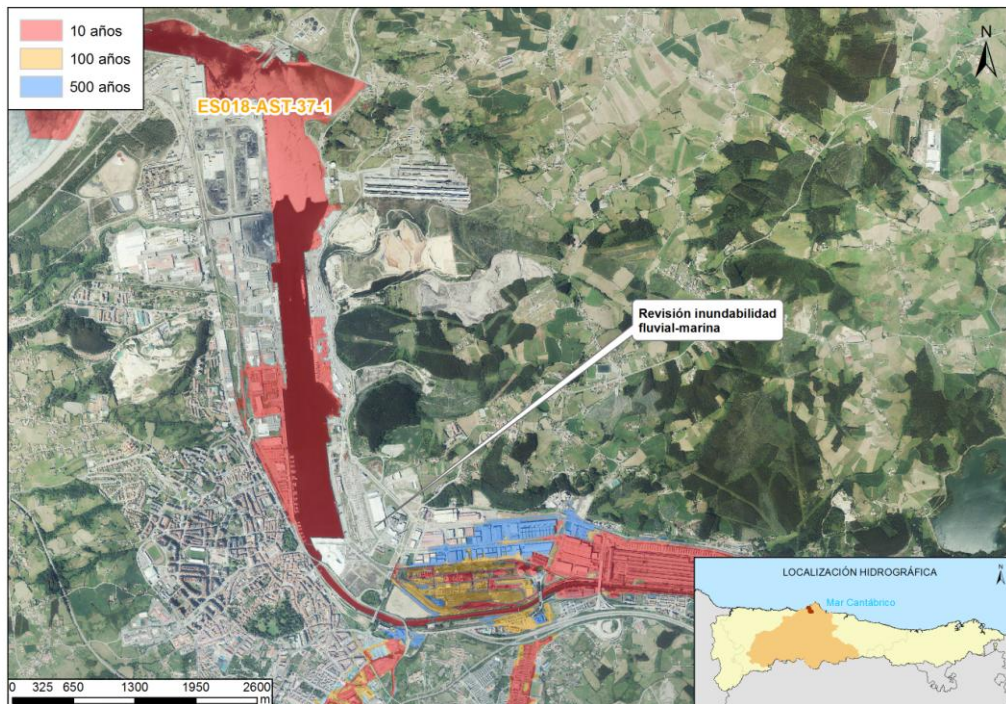 10 años
100 años
500 años
N
ES018-AST-37-1
Revisión inundabilidad
fluvial-marina
LOCALIZACIÓN HIDROGRÁFICA
N
Mar Cantábrico
0 325 650 1300 1950 2600
m